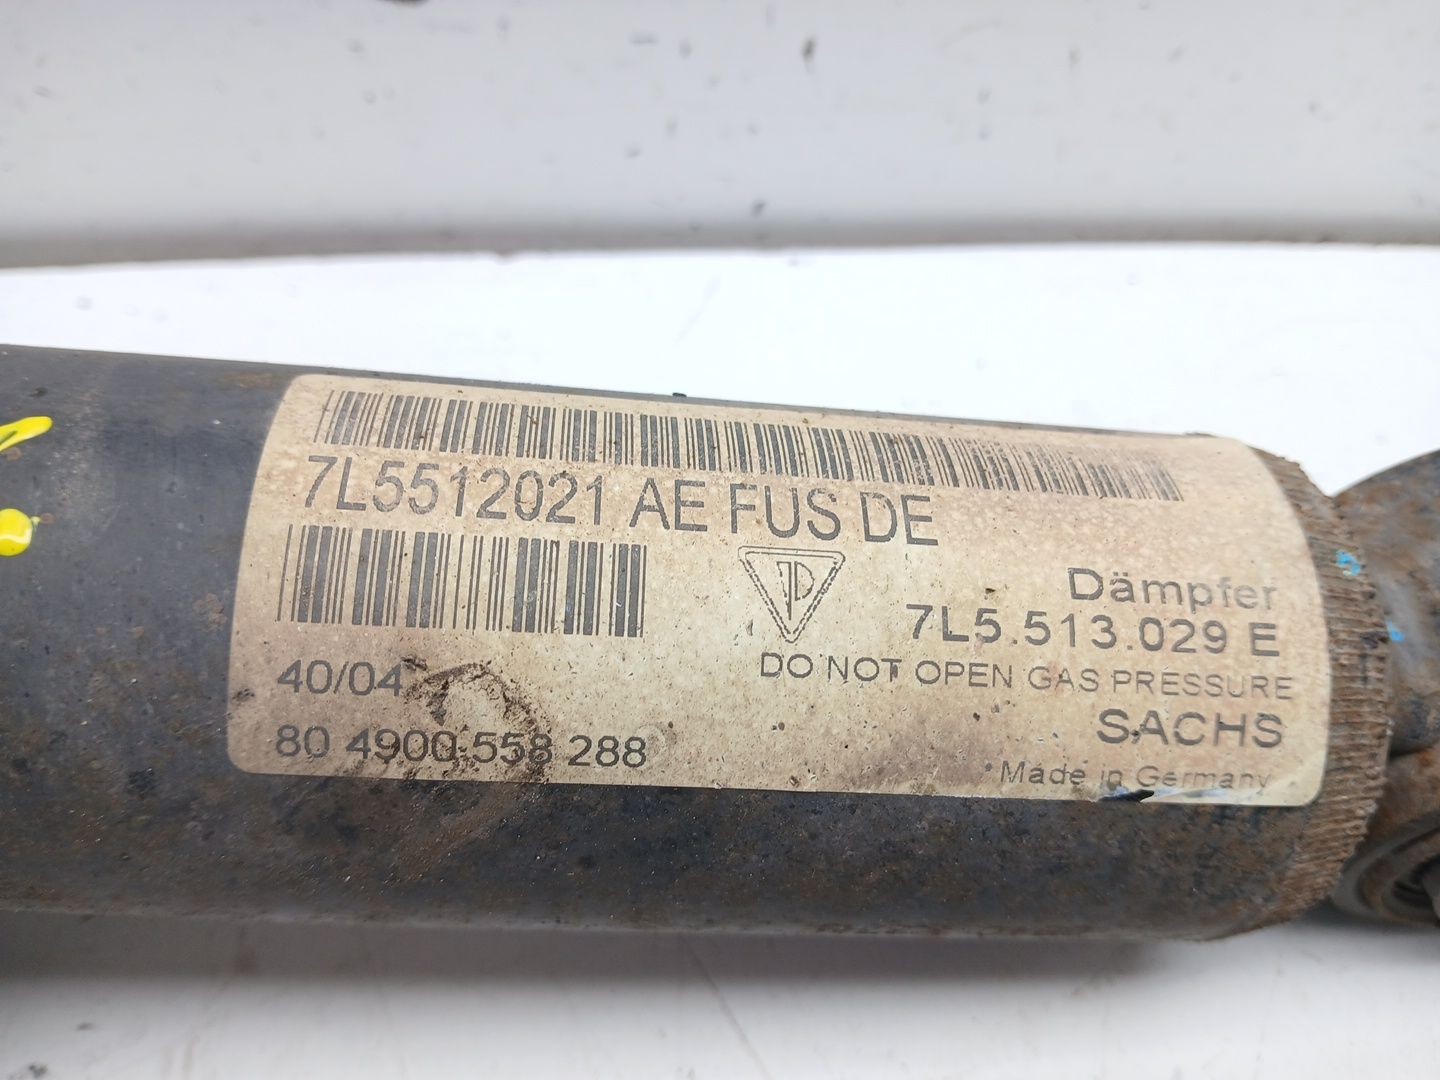 7L5512021 AE FUS DE
Dämpfer
7L5.513.029 E
DO NOT OPEN GAS PRESSURE
SACHS
Made in Germany
40/04
80 4900 558 288